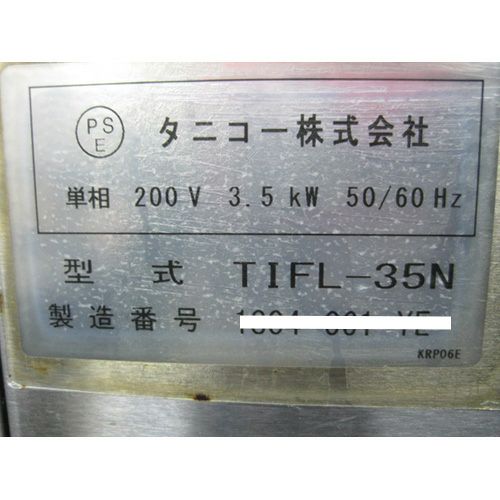 PS
E
タニコー株式会社
単相 200V 3.5kW 50/60Hz
型式 TIFL-35N
製造番号
KRP06E